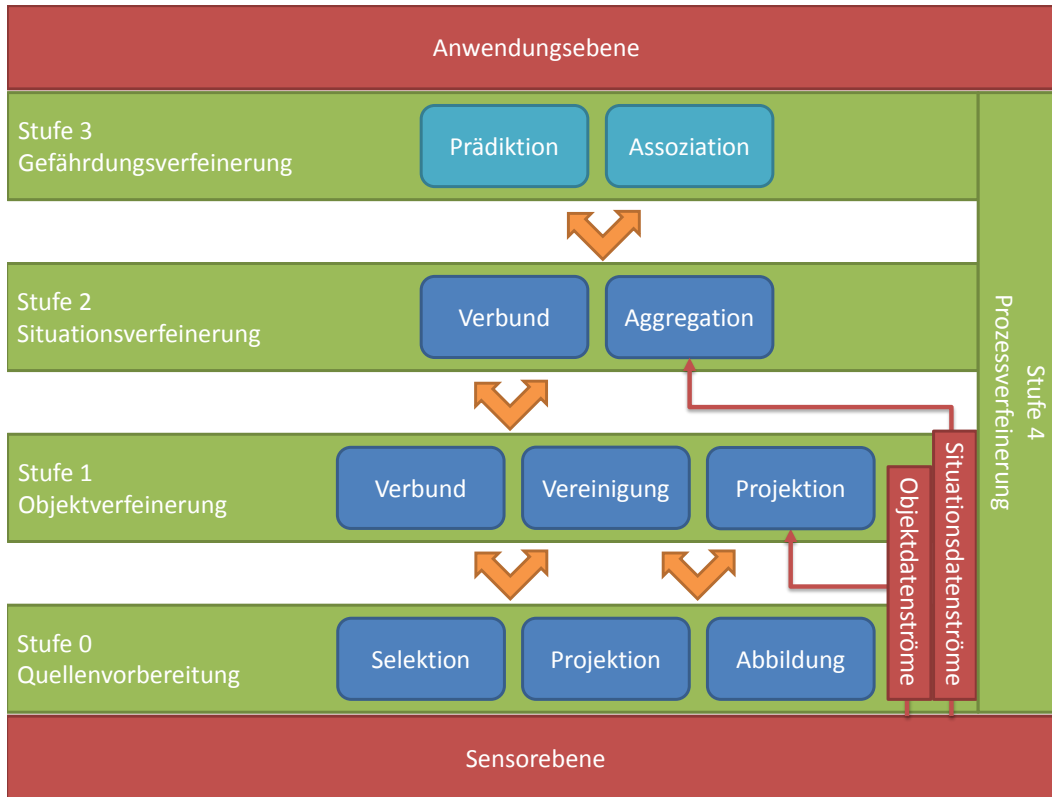 Anwendungsebene
Stufe 3
Gefährdungsverfeinerung
Prädiktion
Assoziation
Stufe 2
Situationsverfeinerung
Verbund
Aggregation
Stufe 1
Objektverfeinerung
Verbund
Vereinigung
Projektion
Stufe 0
Quellenvorbereitung
Selektion
Projektion
Abbildung
Objektdatenströme
Situationsdatenströme
Stufe 4
Prozessverfeinerung
Sensorebene